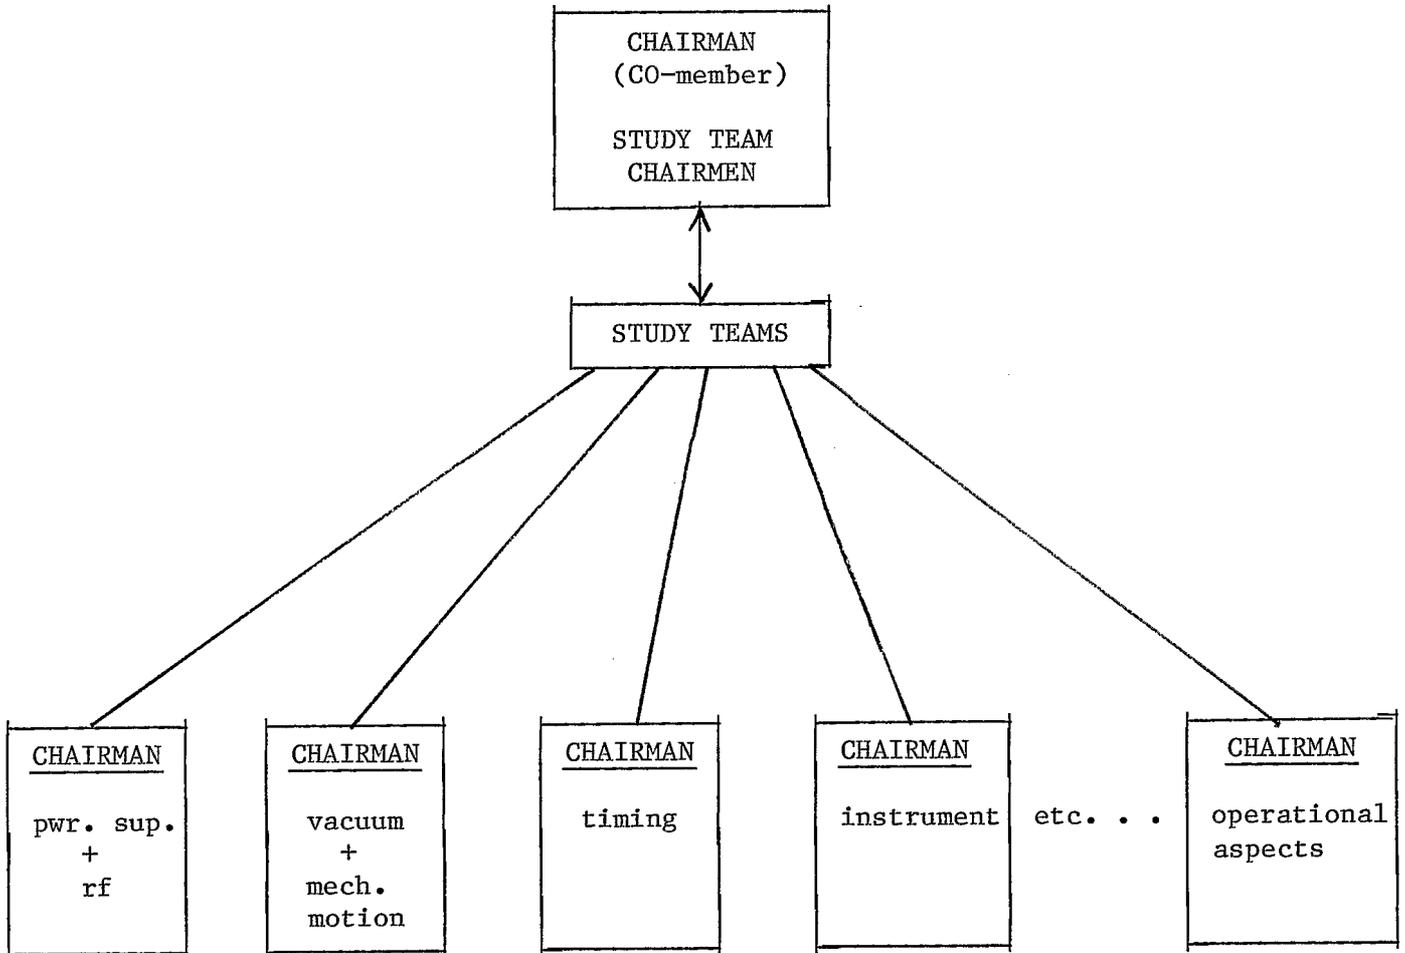 CHAIRMAN
(CO-member)
STUDY TEAM
CHAIRMEN
STUDY TEAMS
CHAIRMAN
pwr. sup.
+
rf
CHAIRMAN
vacuum
+
mech.
motion
CHAIRMAN
timing
CHAIRMAN
instrument
etc. . .
CHAIRMAN
operational
aspects